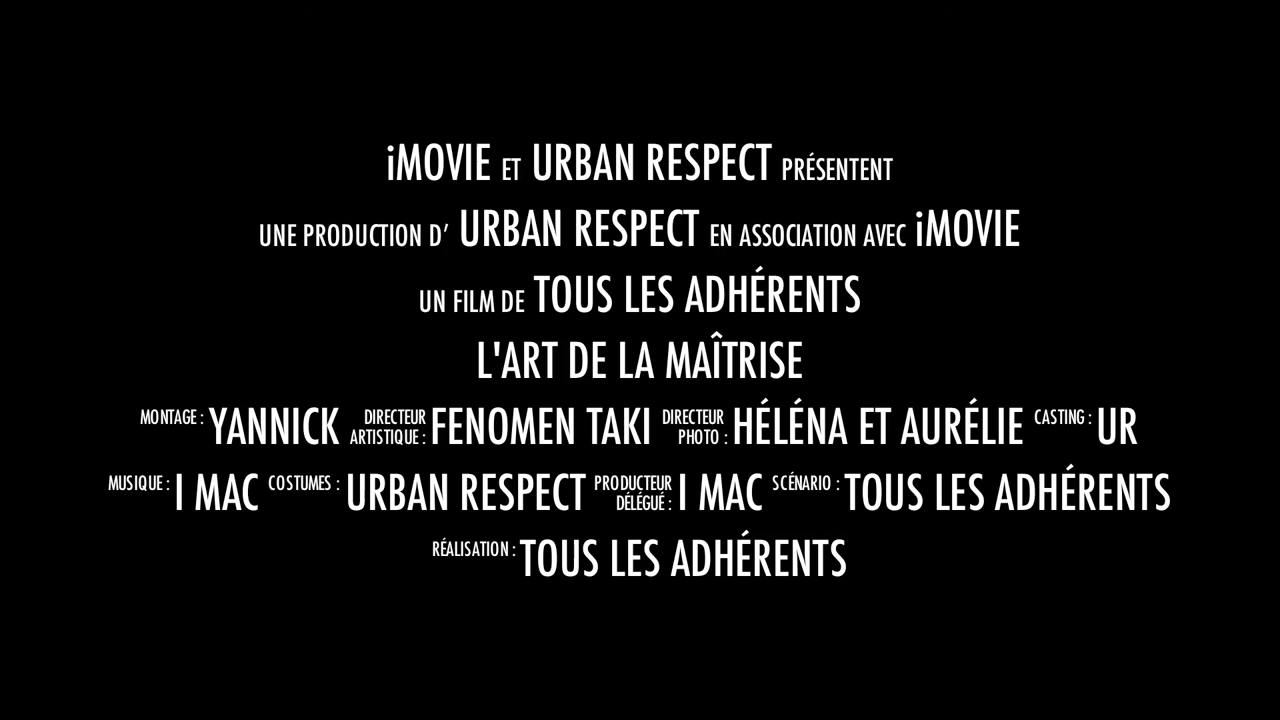 iMOVIE ET URBAN RESPECT PRÉSENTENT
UNE PRODUCTION D’ URBAN RESPECT EN ASSOCIATION AVEC iMOVIE
UN FILM DE TOUS LES ADHÉRENTS
L'ART DE LA MAÎTRISE
MONTAGE : YANNICK DIRECTEUR ARTISTIQUE : FENOMEN TAKI DIRECTEUR PHOTO : HÉLÉNA ET AURÉLIE CASTING : UR
MUSIQUE : I MAC COSTUMES : URBAN RESPECT PRODUCTEUR DÉLÉGUÉ : I MAC SCÉNARIO : TOUS LES ADHÉRENTS
RÉALISATION : TOUS LES ADHÉRENTS